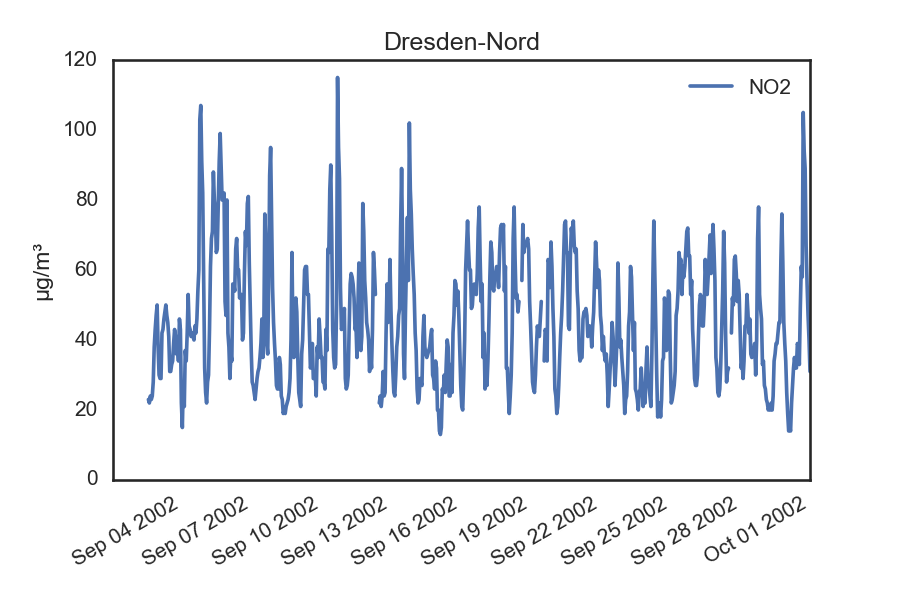 Dresden-Nord
NO2
µg/m³
120
100
80
60
40
20
0
Sep 04 2002
Sep 07 2002
Sep 10 2002
Sep 13 2002
Sep 16 2002
Sep 19 2002
Sep 22 2002
Sep 25 2002
Sep 28 2002
Oct 01 2002